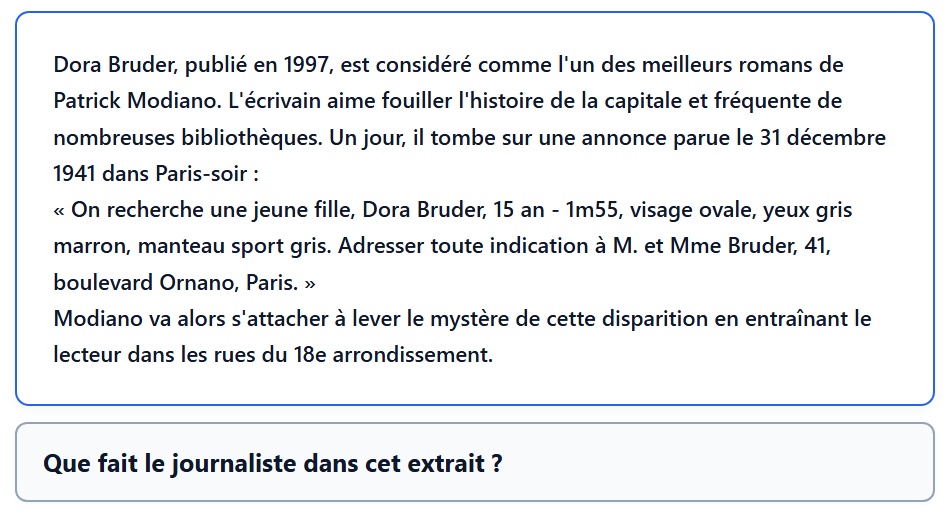 Dora Bruder, publié en 1997, est considéré comme l'un des meilleurs romans de
Patrick Modiano. L'écrivain aime fouiller l'histoire de la capitale et fréquente de
nombreuses bibliothèques. Un jour, il tombe sur une annonce parue le 31 décembre
1941 dans Paris-soir :
« On recherche une jeune fille, Dora Bruder, 15 an - 1m55, visage ovale, yeux gris
marron, manteau sport gris. Adresser toute indication à M. et Mme Bruder, 41,
boulevard Ornano, Paris. »
Modiano va alors s'attacher à lever le mystère de cette disparition en entraînant le
lecteur dans les rues du 18e arrondissement.
Que fait le journaliste dans cet extrait ?